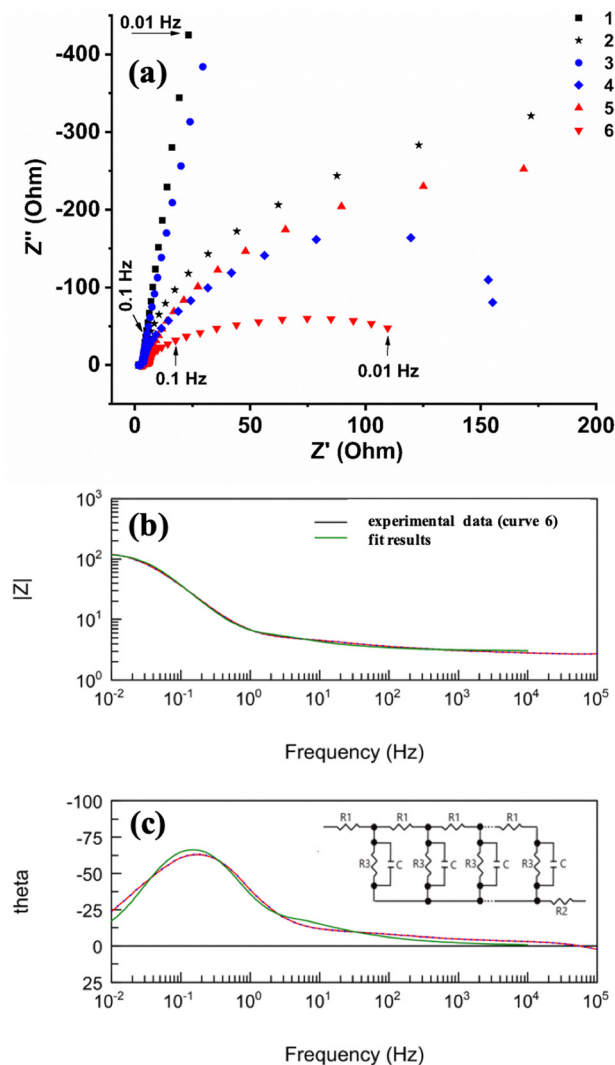 (a)
0.01 Hz
0.1 Hz
0.1 Hz
0.01 Hz
1
2
3
4
5
6
-400
-300
-200
-100
0
Z'' (Ohm)
0 50 100 150 200
Z' (Ohm)
(b)
experimental data (curve 6)
fit results
10³
10²
10¹
10⁰
|Z|
10⁻² 10⁻¹ 10⁰ 10¹ 10² 10³ 10⁴ 10⁵
Frequency (Hz)
(c)
R1 R1 R1 R1
R3 C R3 C R3 C R3 C
R2
-100
-75
-50
-25
0
25
theta
10⁻² 10⁻¹ 10⁰ 10¹ 10² 10³ 10⁴ 10⁵
Frequency (Hz)